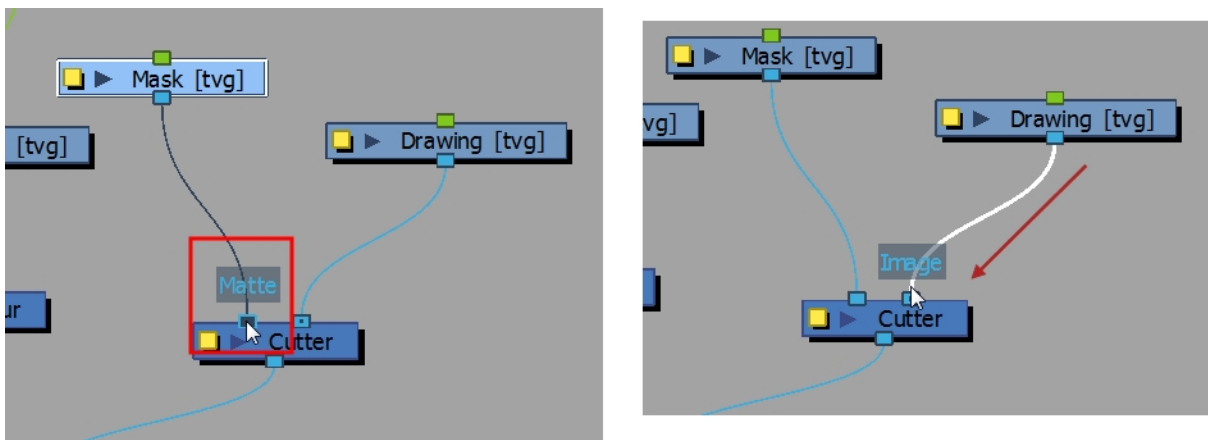 Mask [tvg]
[tvg]
Drawing [tvg]
Matte
ur
Cutter
Mask [tvg]
vg]
Drawing [tvg]
Image
Cutter